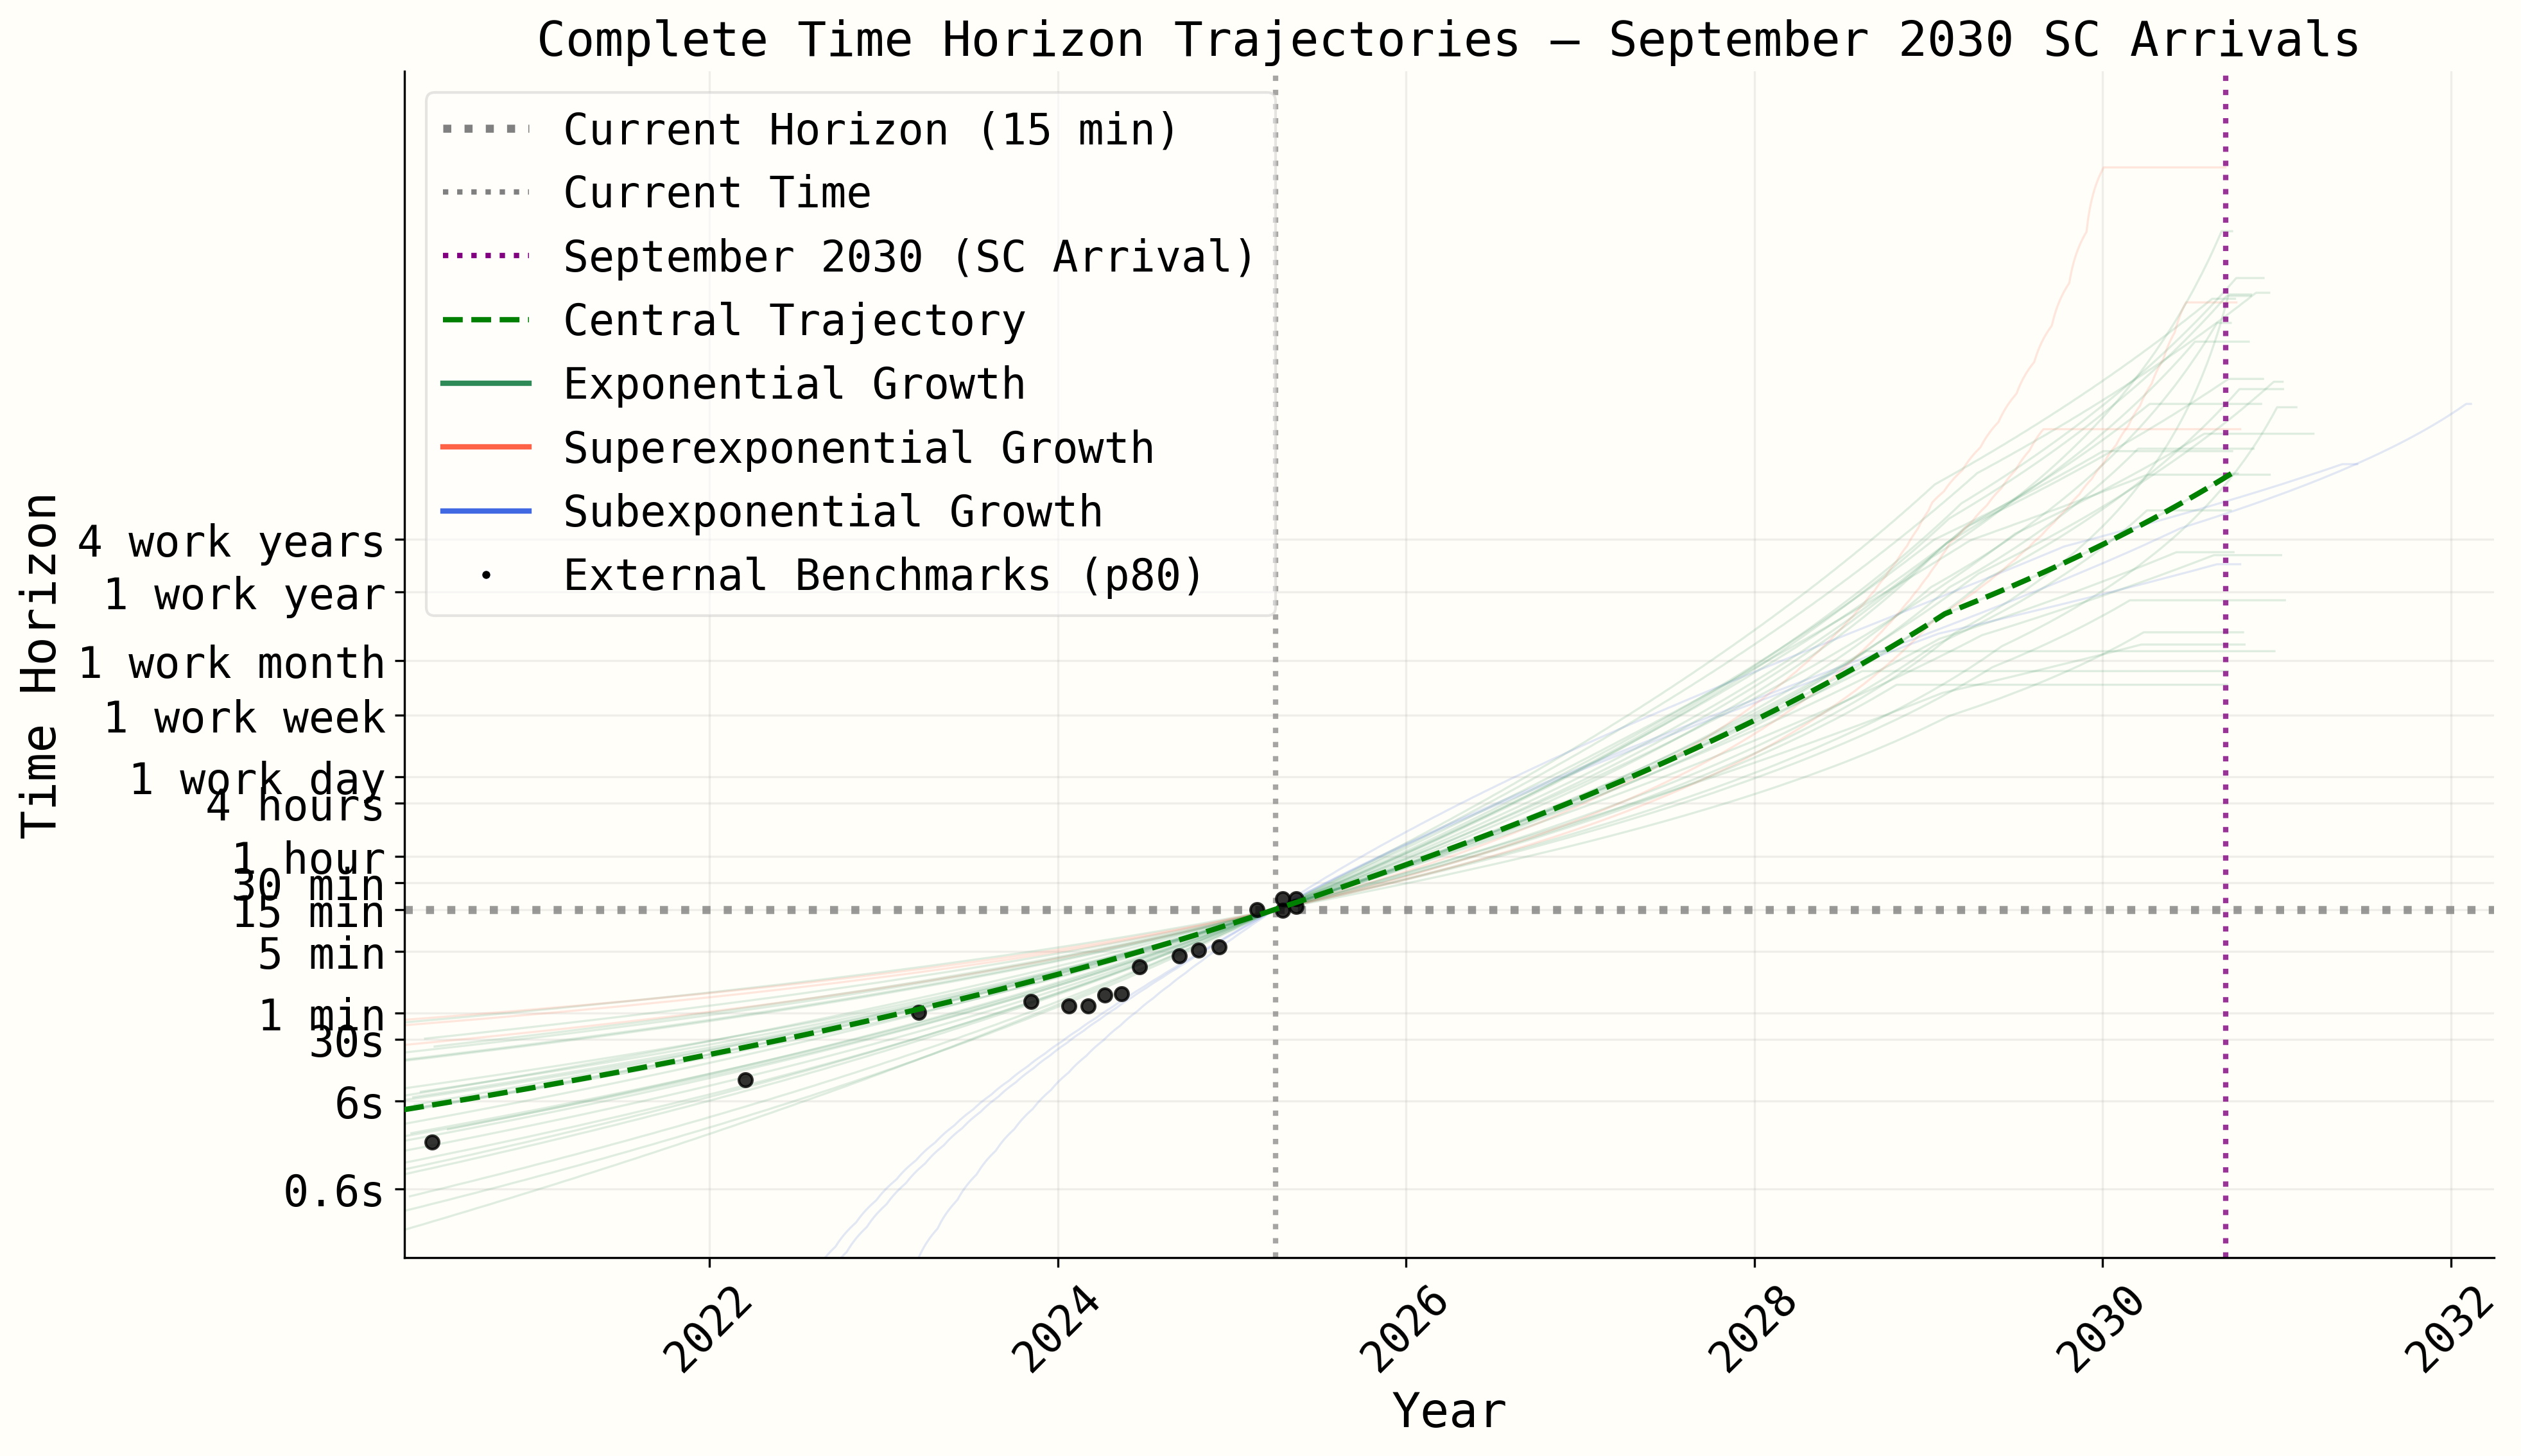 Complete Time Horizon Trajectories — September 2030 SC Arrivals
Current Horizon (15 min)
Current Time
September 2030 (SC Arrival)
Central Trajectory
Exponential Growth
Superexponential Growth
Subexponential Growth
External Benchmarks (p80)
Time Horizon
4 work years
1 work year
1 work month
1 work week
1 work day
4 hours
1 hour
30 min
15 min
5 min
1 min
30s
6s
0.6s
2022
2024
2026
2028
2030
2032
Year